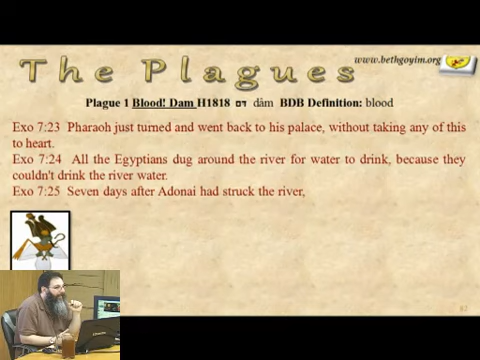 www.bethgoyim.org
The Plagues
Plague 1 Blood! Dam H1818 דם dâm BDB Definition: blood
Exo 7:23 Pharaoh just turned and went back to his palace, without taking any of this
to heart.
Exo 7:24 All the Egyptians dug around the river for water to drink, because they
couldn't drink the river water.
Exo 7:25 Seven days after Adonai had struck the river,
82